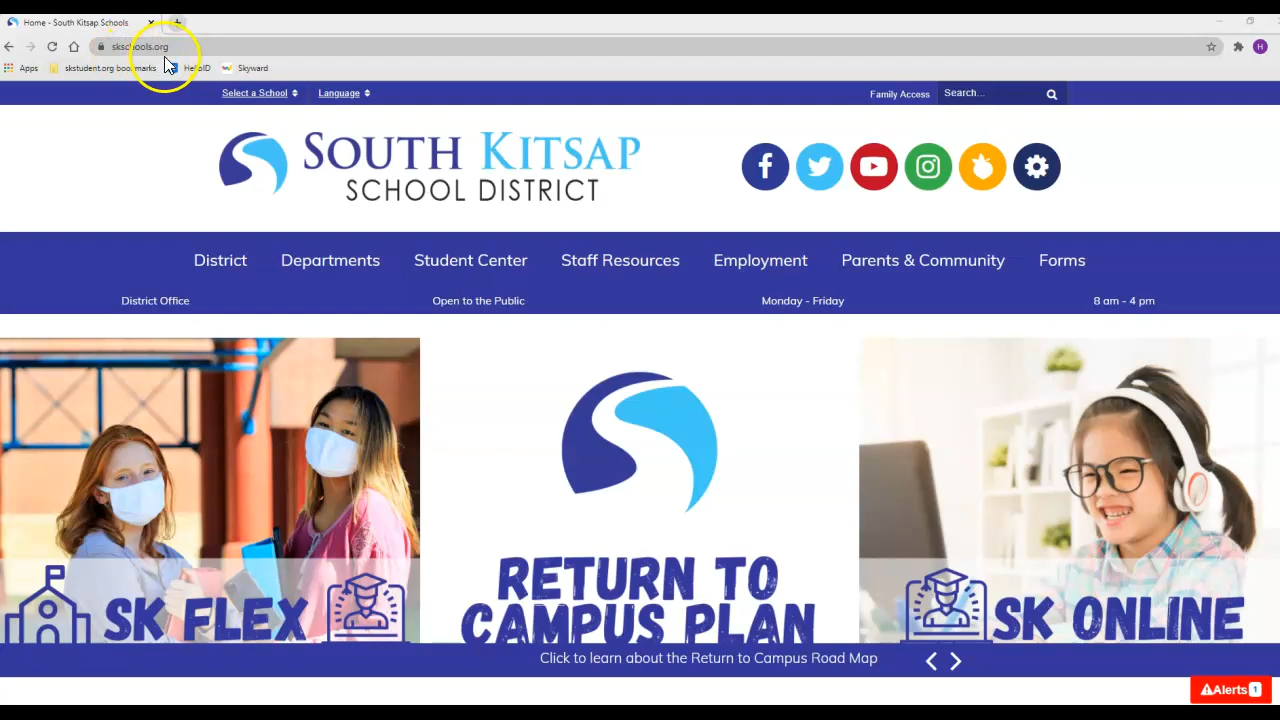 Home - South Kitsap Schools
skschools.org
H
Apps
skstudent.org bookmarks
HelloID
Skyward
Select a School
Language
Family Access
Search...
SOUTH KITSAP
SCHOOL DISTRICT
District
Departments
Student Center
Staff Resources
Employment
Parents & Community
Forms
District Office
Open to the Public
Monday - Friday
8 am - 4 pm
SK FLEX
RETURN TO
CAMPUS PLAN
SK ONLINE
Click to learn about the Return to Campus Road Map
Alerts 1